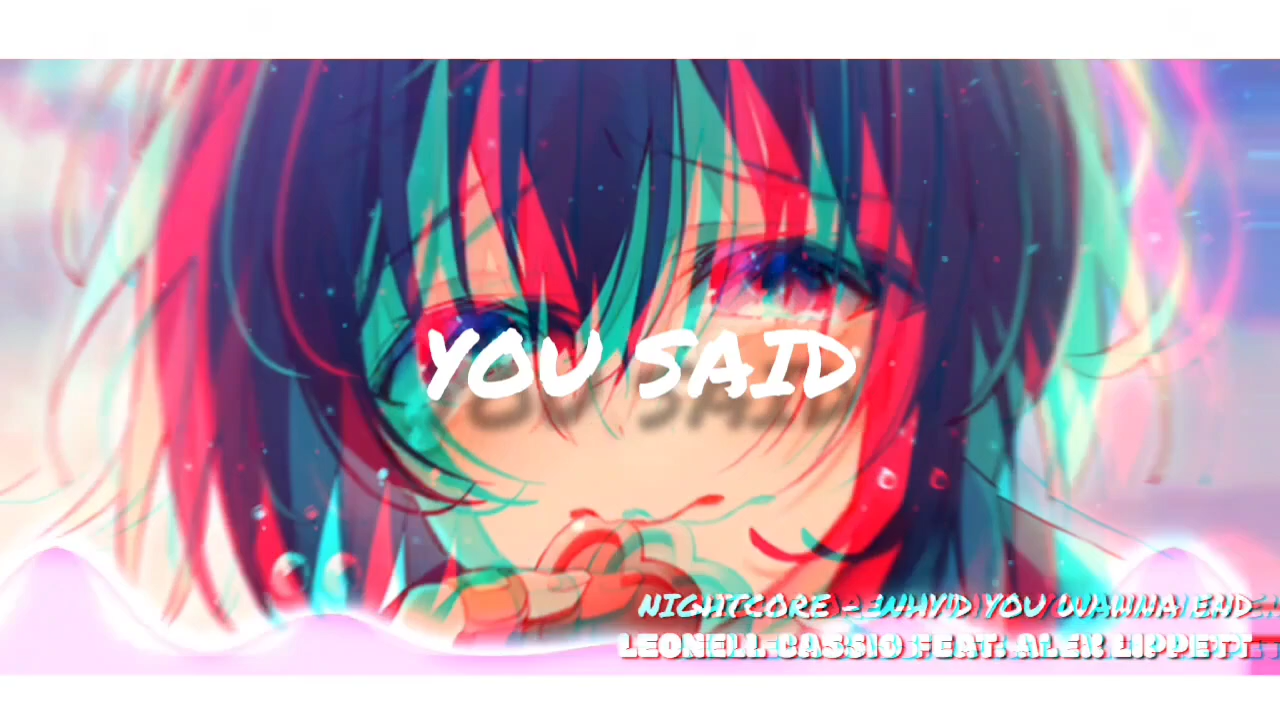 YOU SAID
NIGHTCORE - WHY'D YOU WANNA END
LEONELL CASSIO FEAT. ALEX LIPPETT